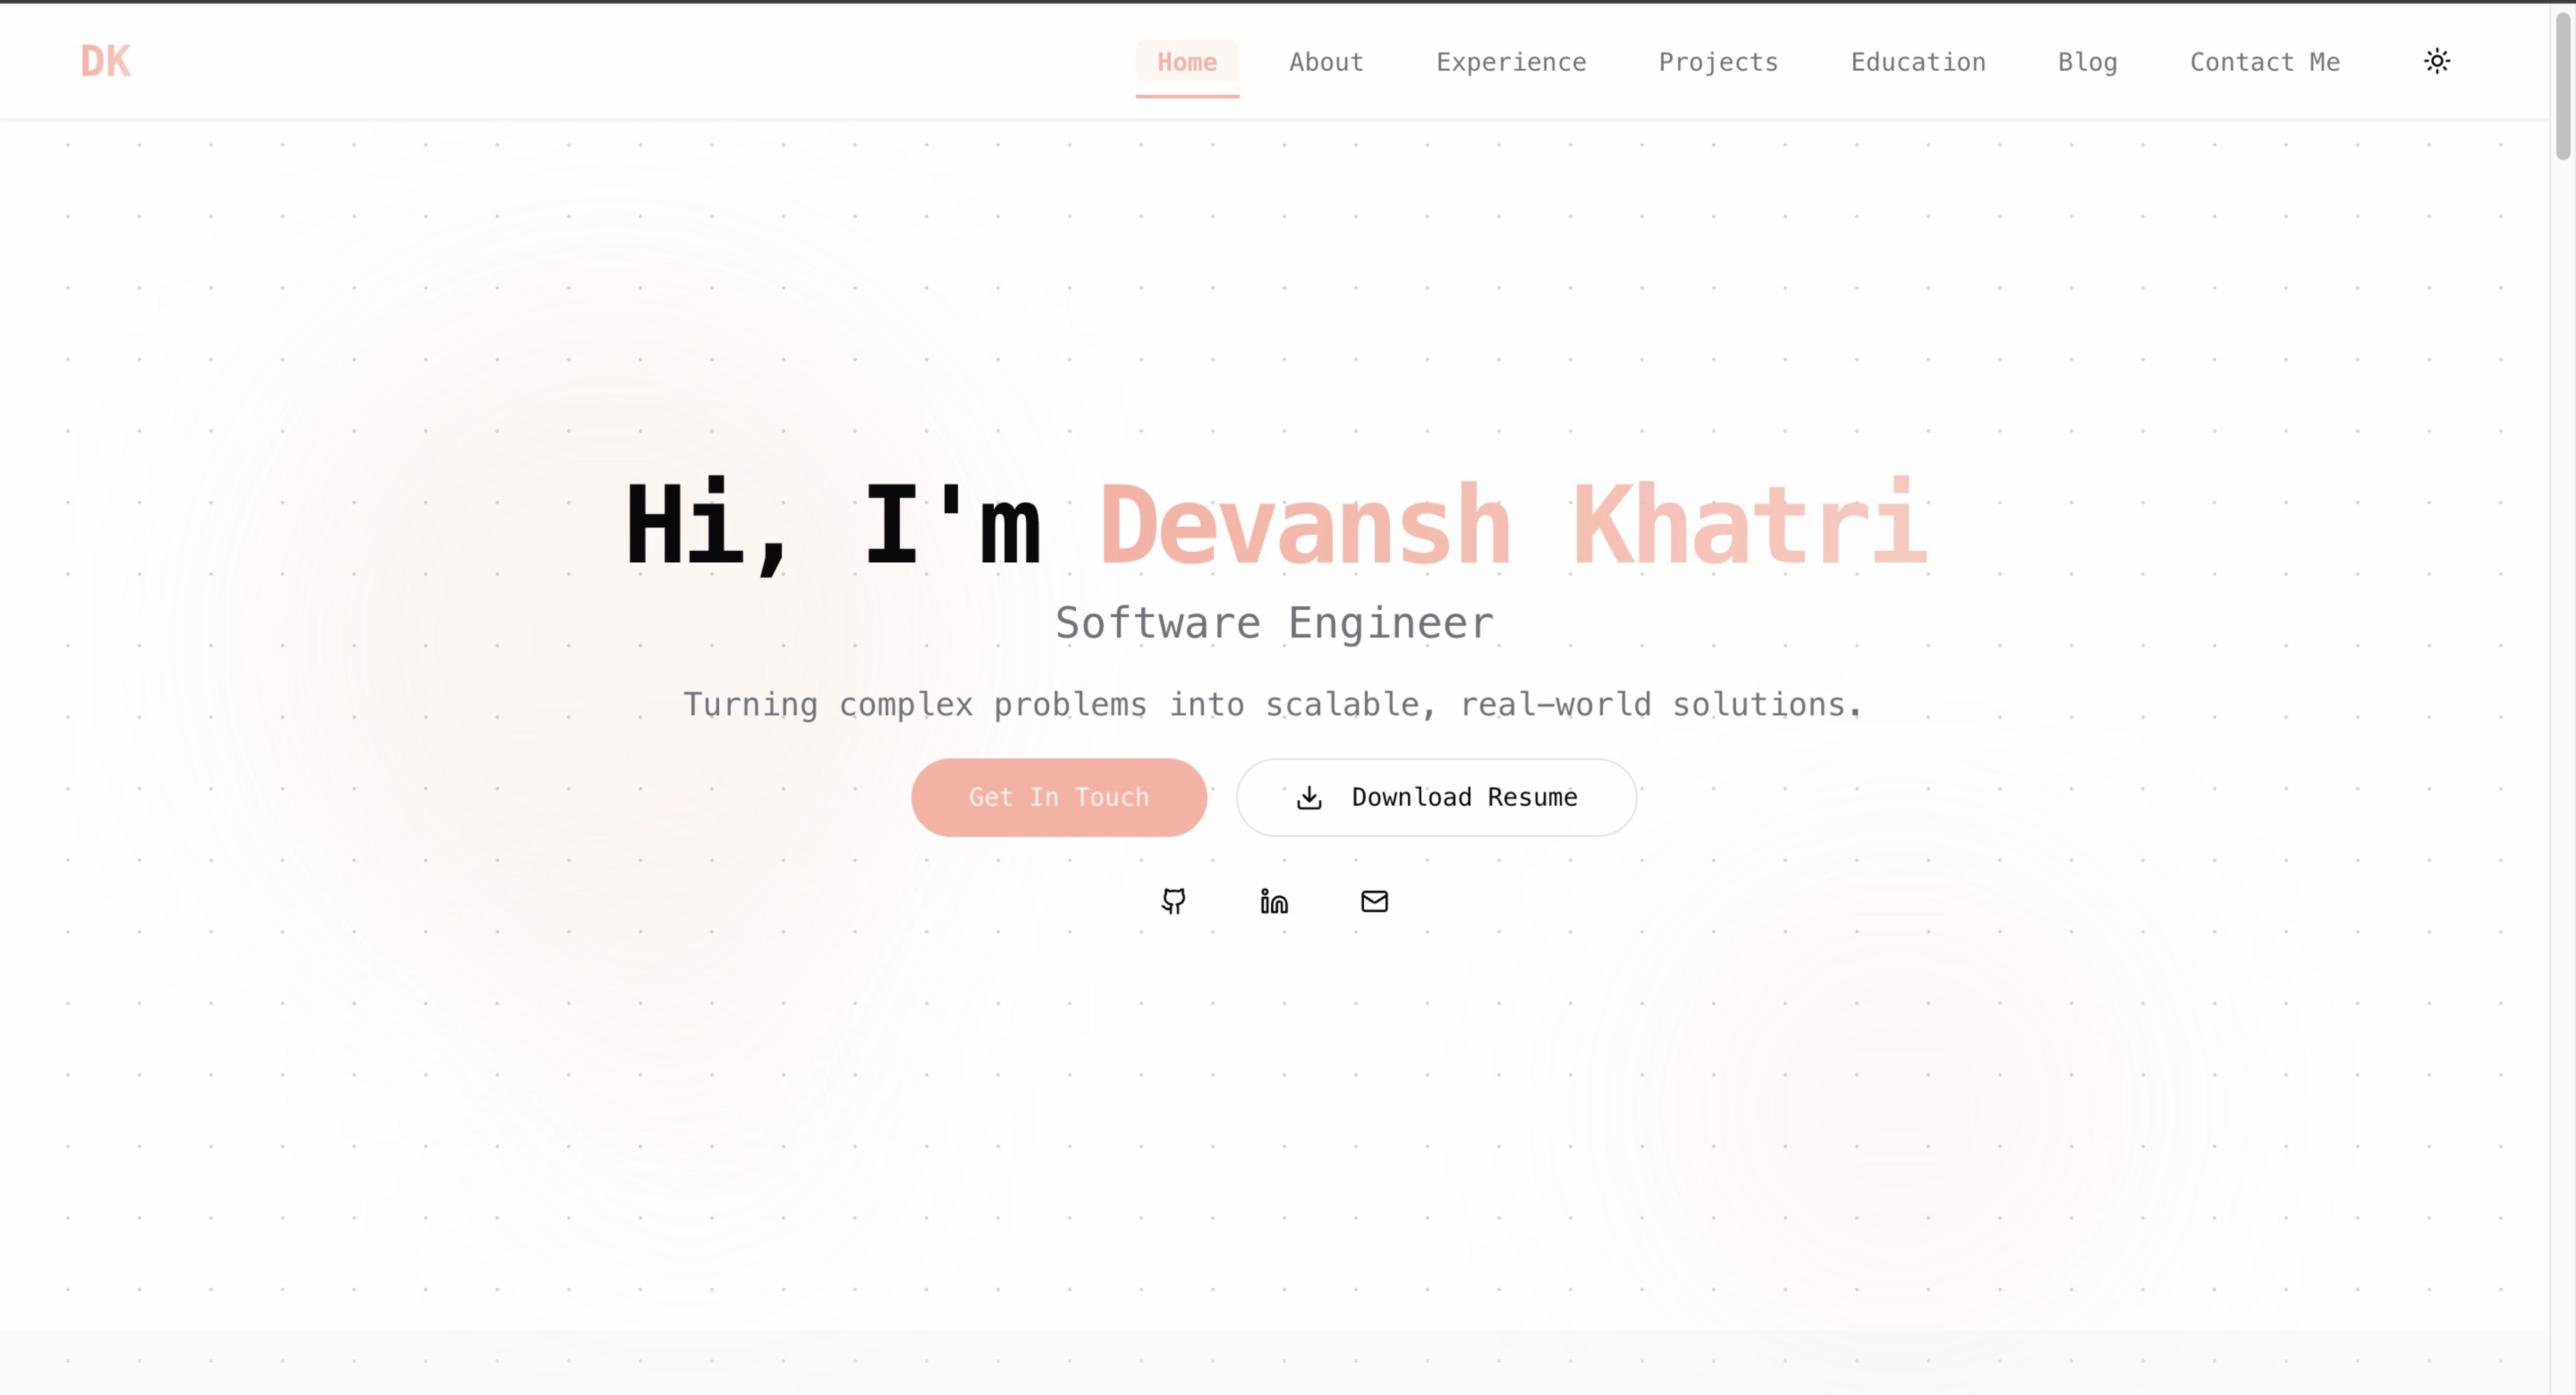 DK
Home About Experience Projects Education Blog Contact Me
Hi, I'm Devansh Khatri
Software Engineer
Turning complex problems into scalable, real-world solutions.
Get In Touch Download Resume
in